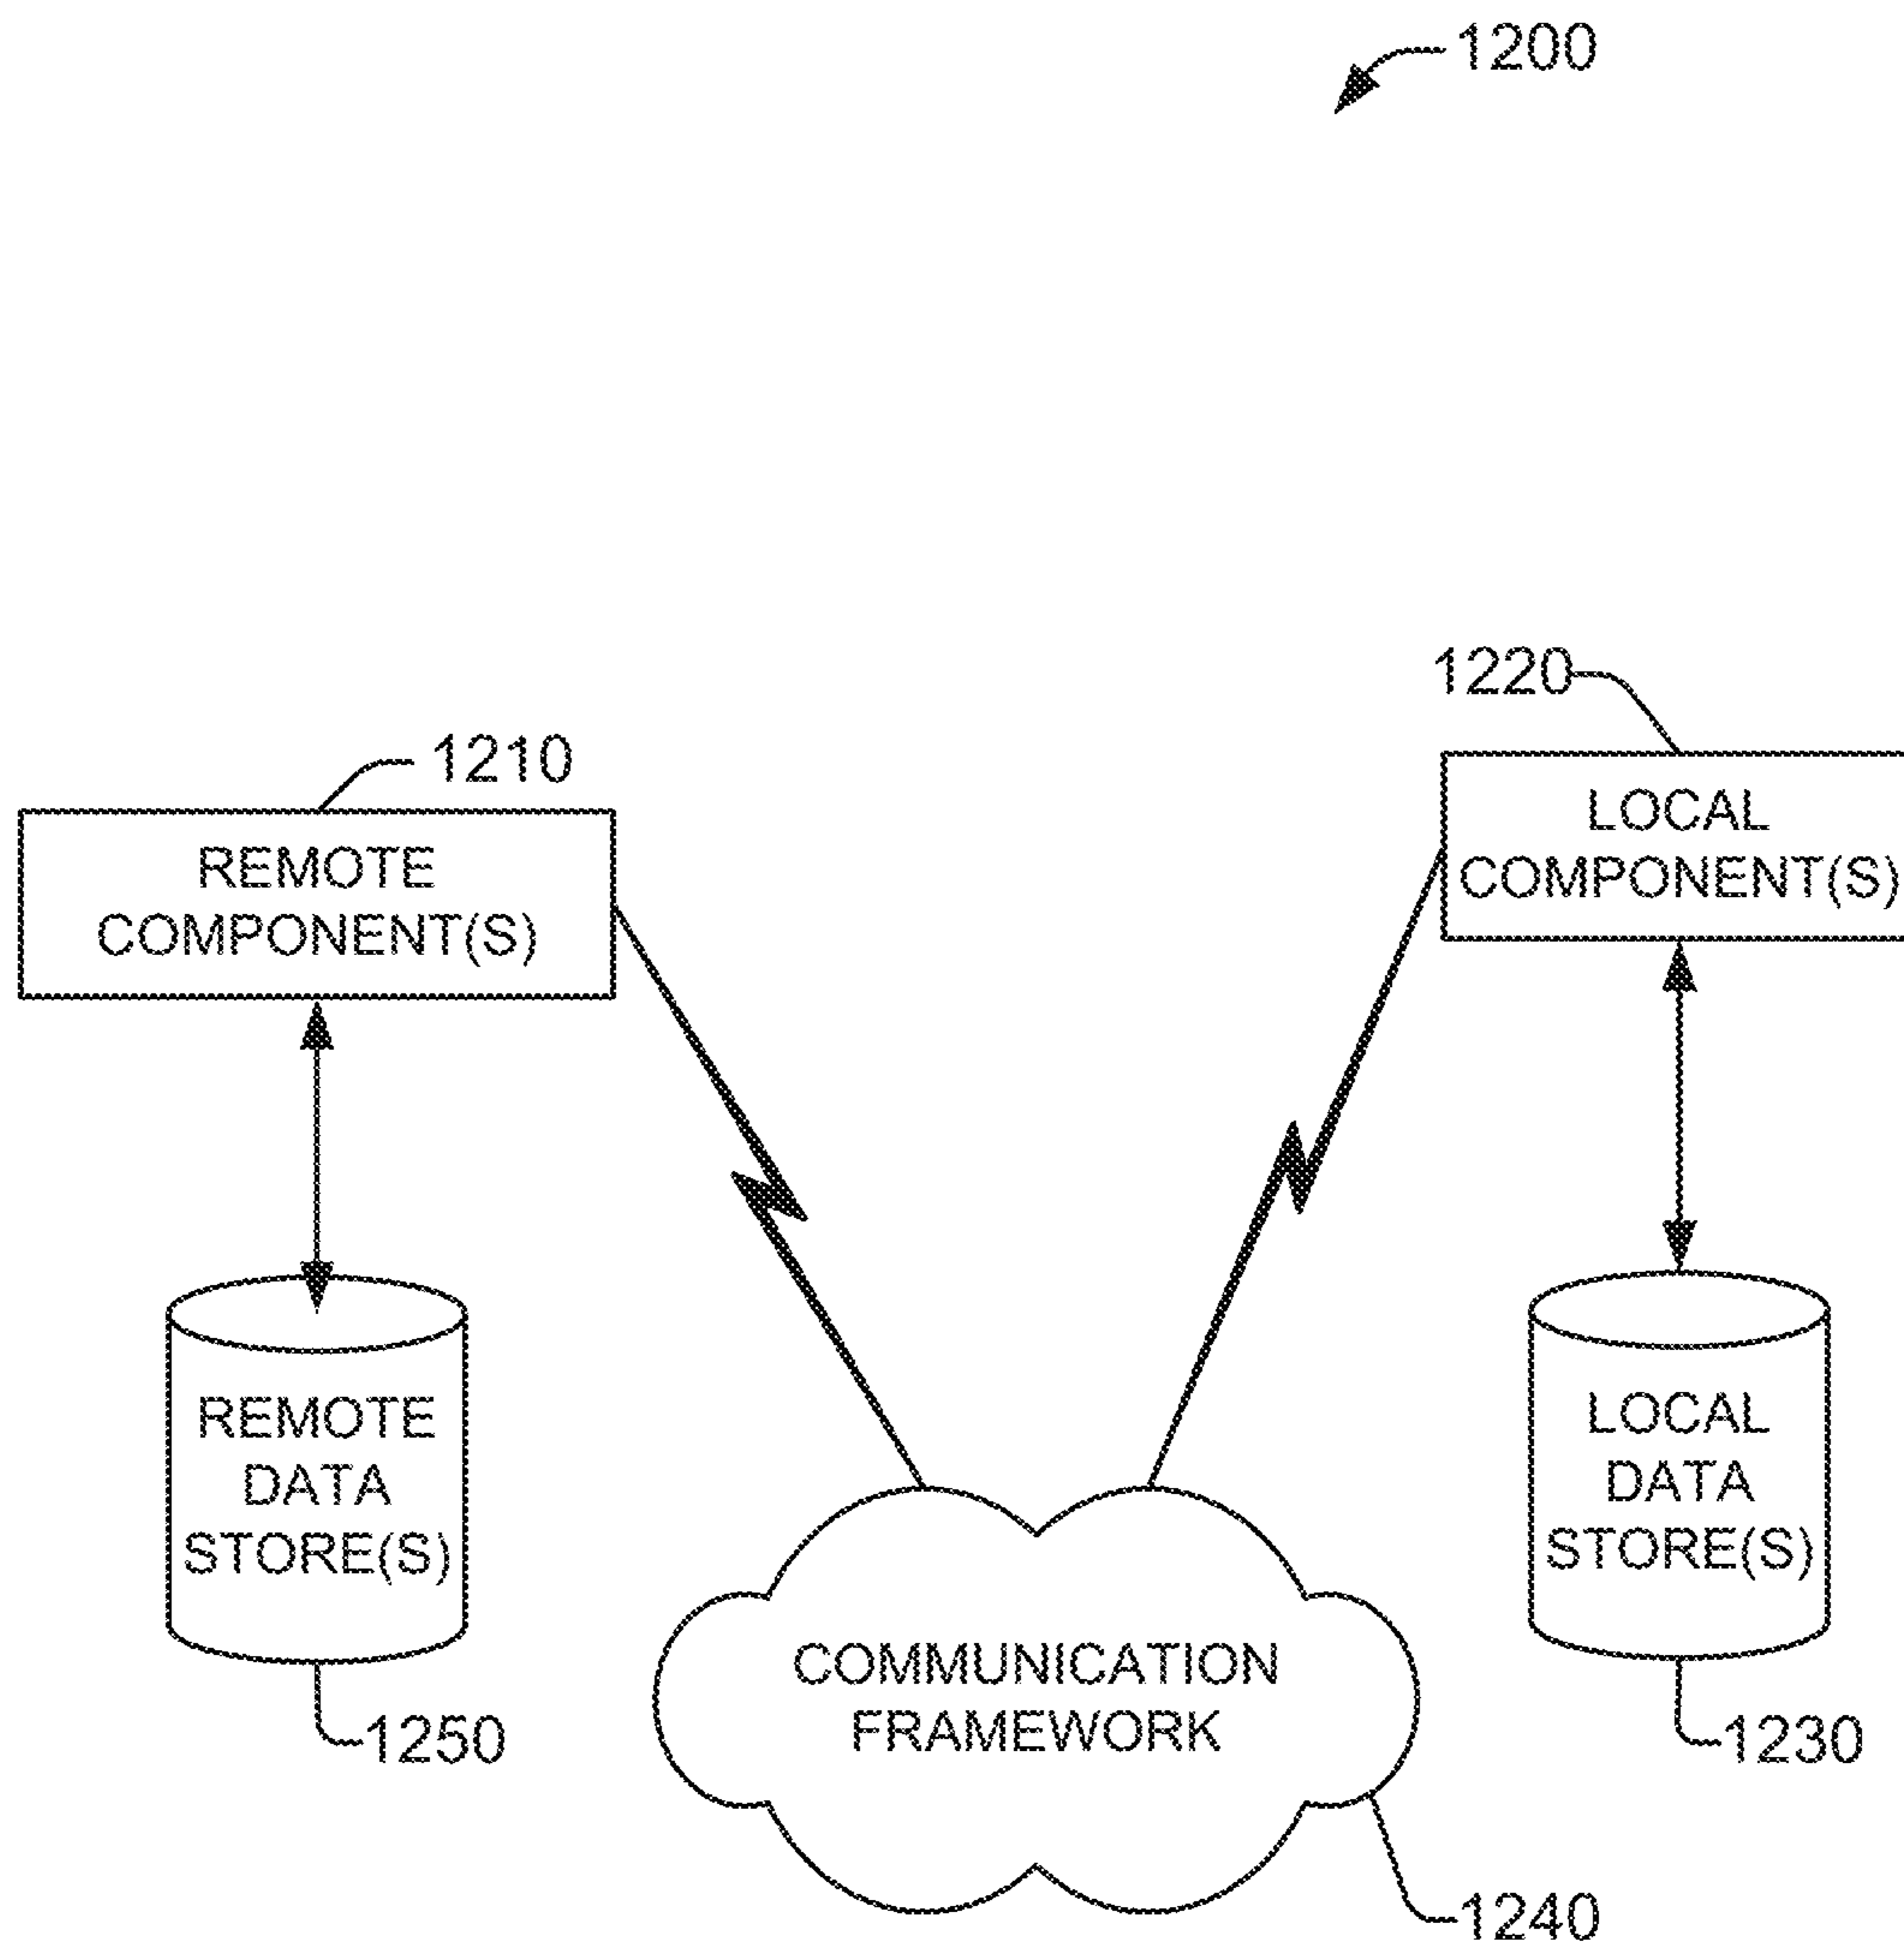 1200
1220
1210
LOCAL
COMPONENT(S)
REMOTE
COMPONENT(S)
REMOTE
DATA
STORE(S)
LOCAL
DATA
STORE(S)
COMMUNICATION
FRAMEWORK
1250
1230
1240